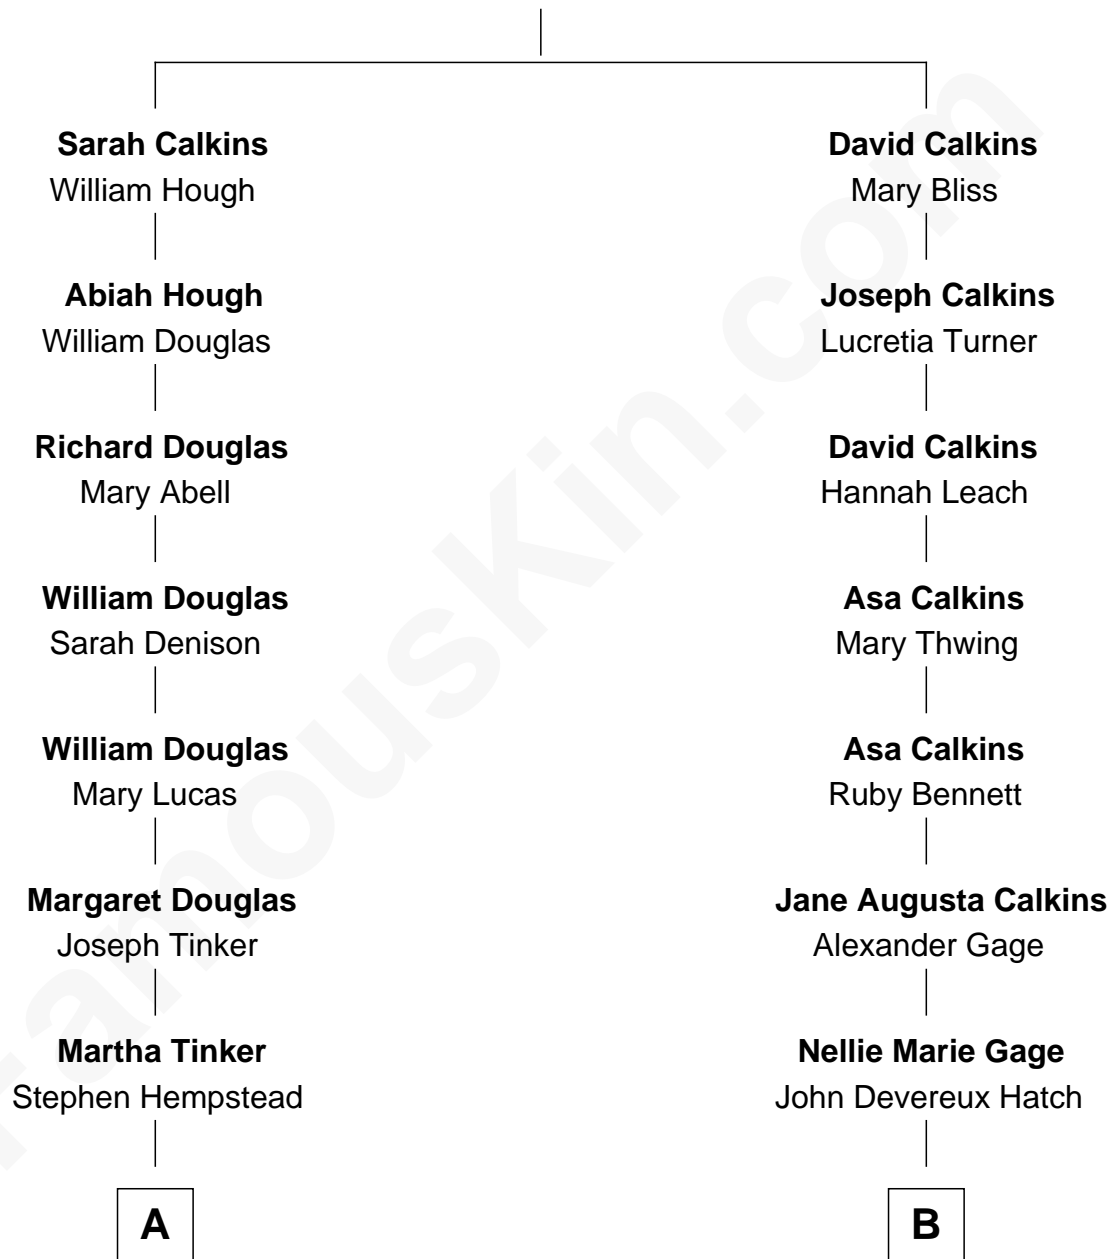 Sarah Calkins
William Hough
David Calkins
Mary Bliss
Abiah Hough
William Douglas
Joseph Calkins
Lucretia Turner
Richard Douglas
Mary Abell
David Calkins
Hannah Leach
William Douglas
Sarah Denison
Asa Calkins
Mary Thwing
William Douglas
Mary Lucas
Asa Calkins
Ruby Bennett
Margaret Douglas
Joseph Tinker
Jane Augusta Calkins
Alexander Gage
Martha Tinker
Stephen Hempstead
Nellie Marie Gage
John Devereux Hatch
A
B
FamousKin.com